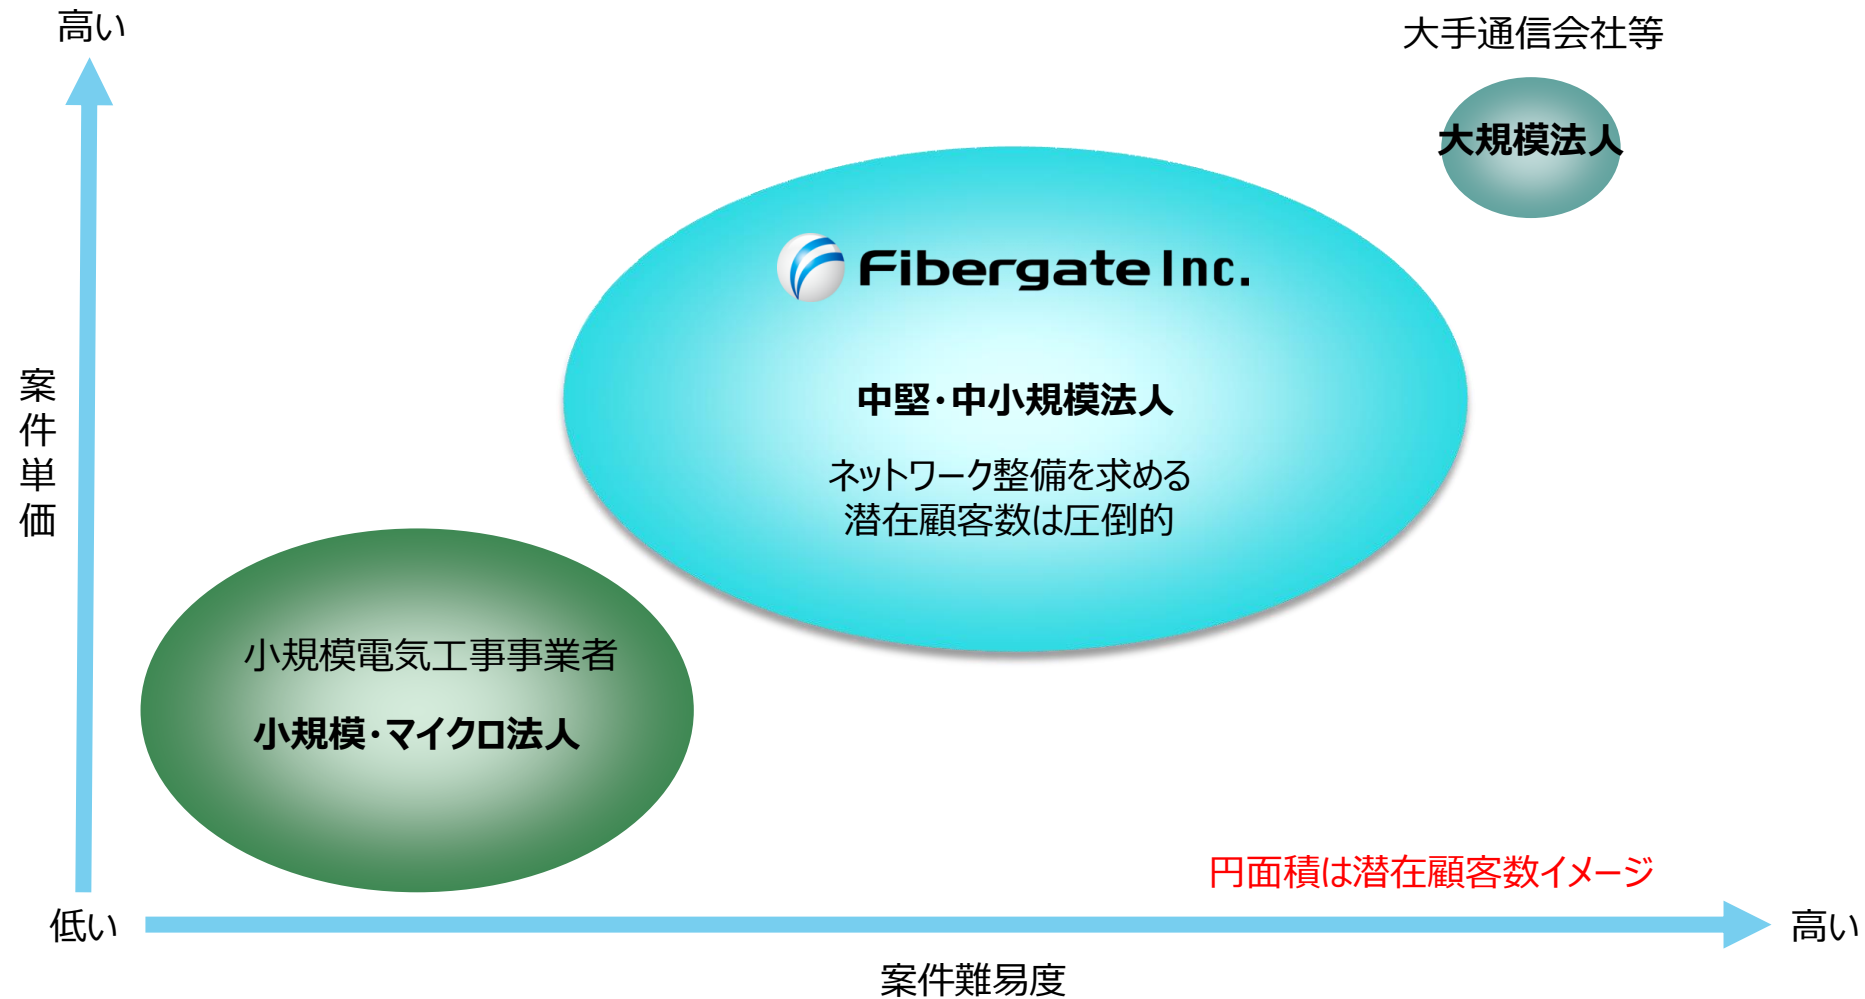 高い
大手通信会社等
大規模法人
Fibergate Inc.
中堅・中小規模法人
ネットワーク整備を求める
潜在顧客数は圧倒的
案件単価
小規模電気工事事業者
小規模・マイクロ法人
円面積は潜在顧客数イメージ
低い
高い
案件難易度